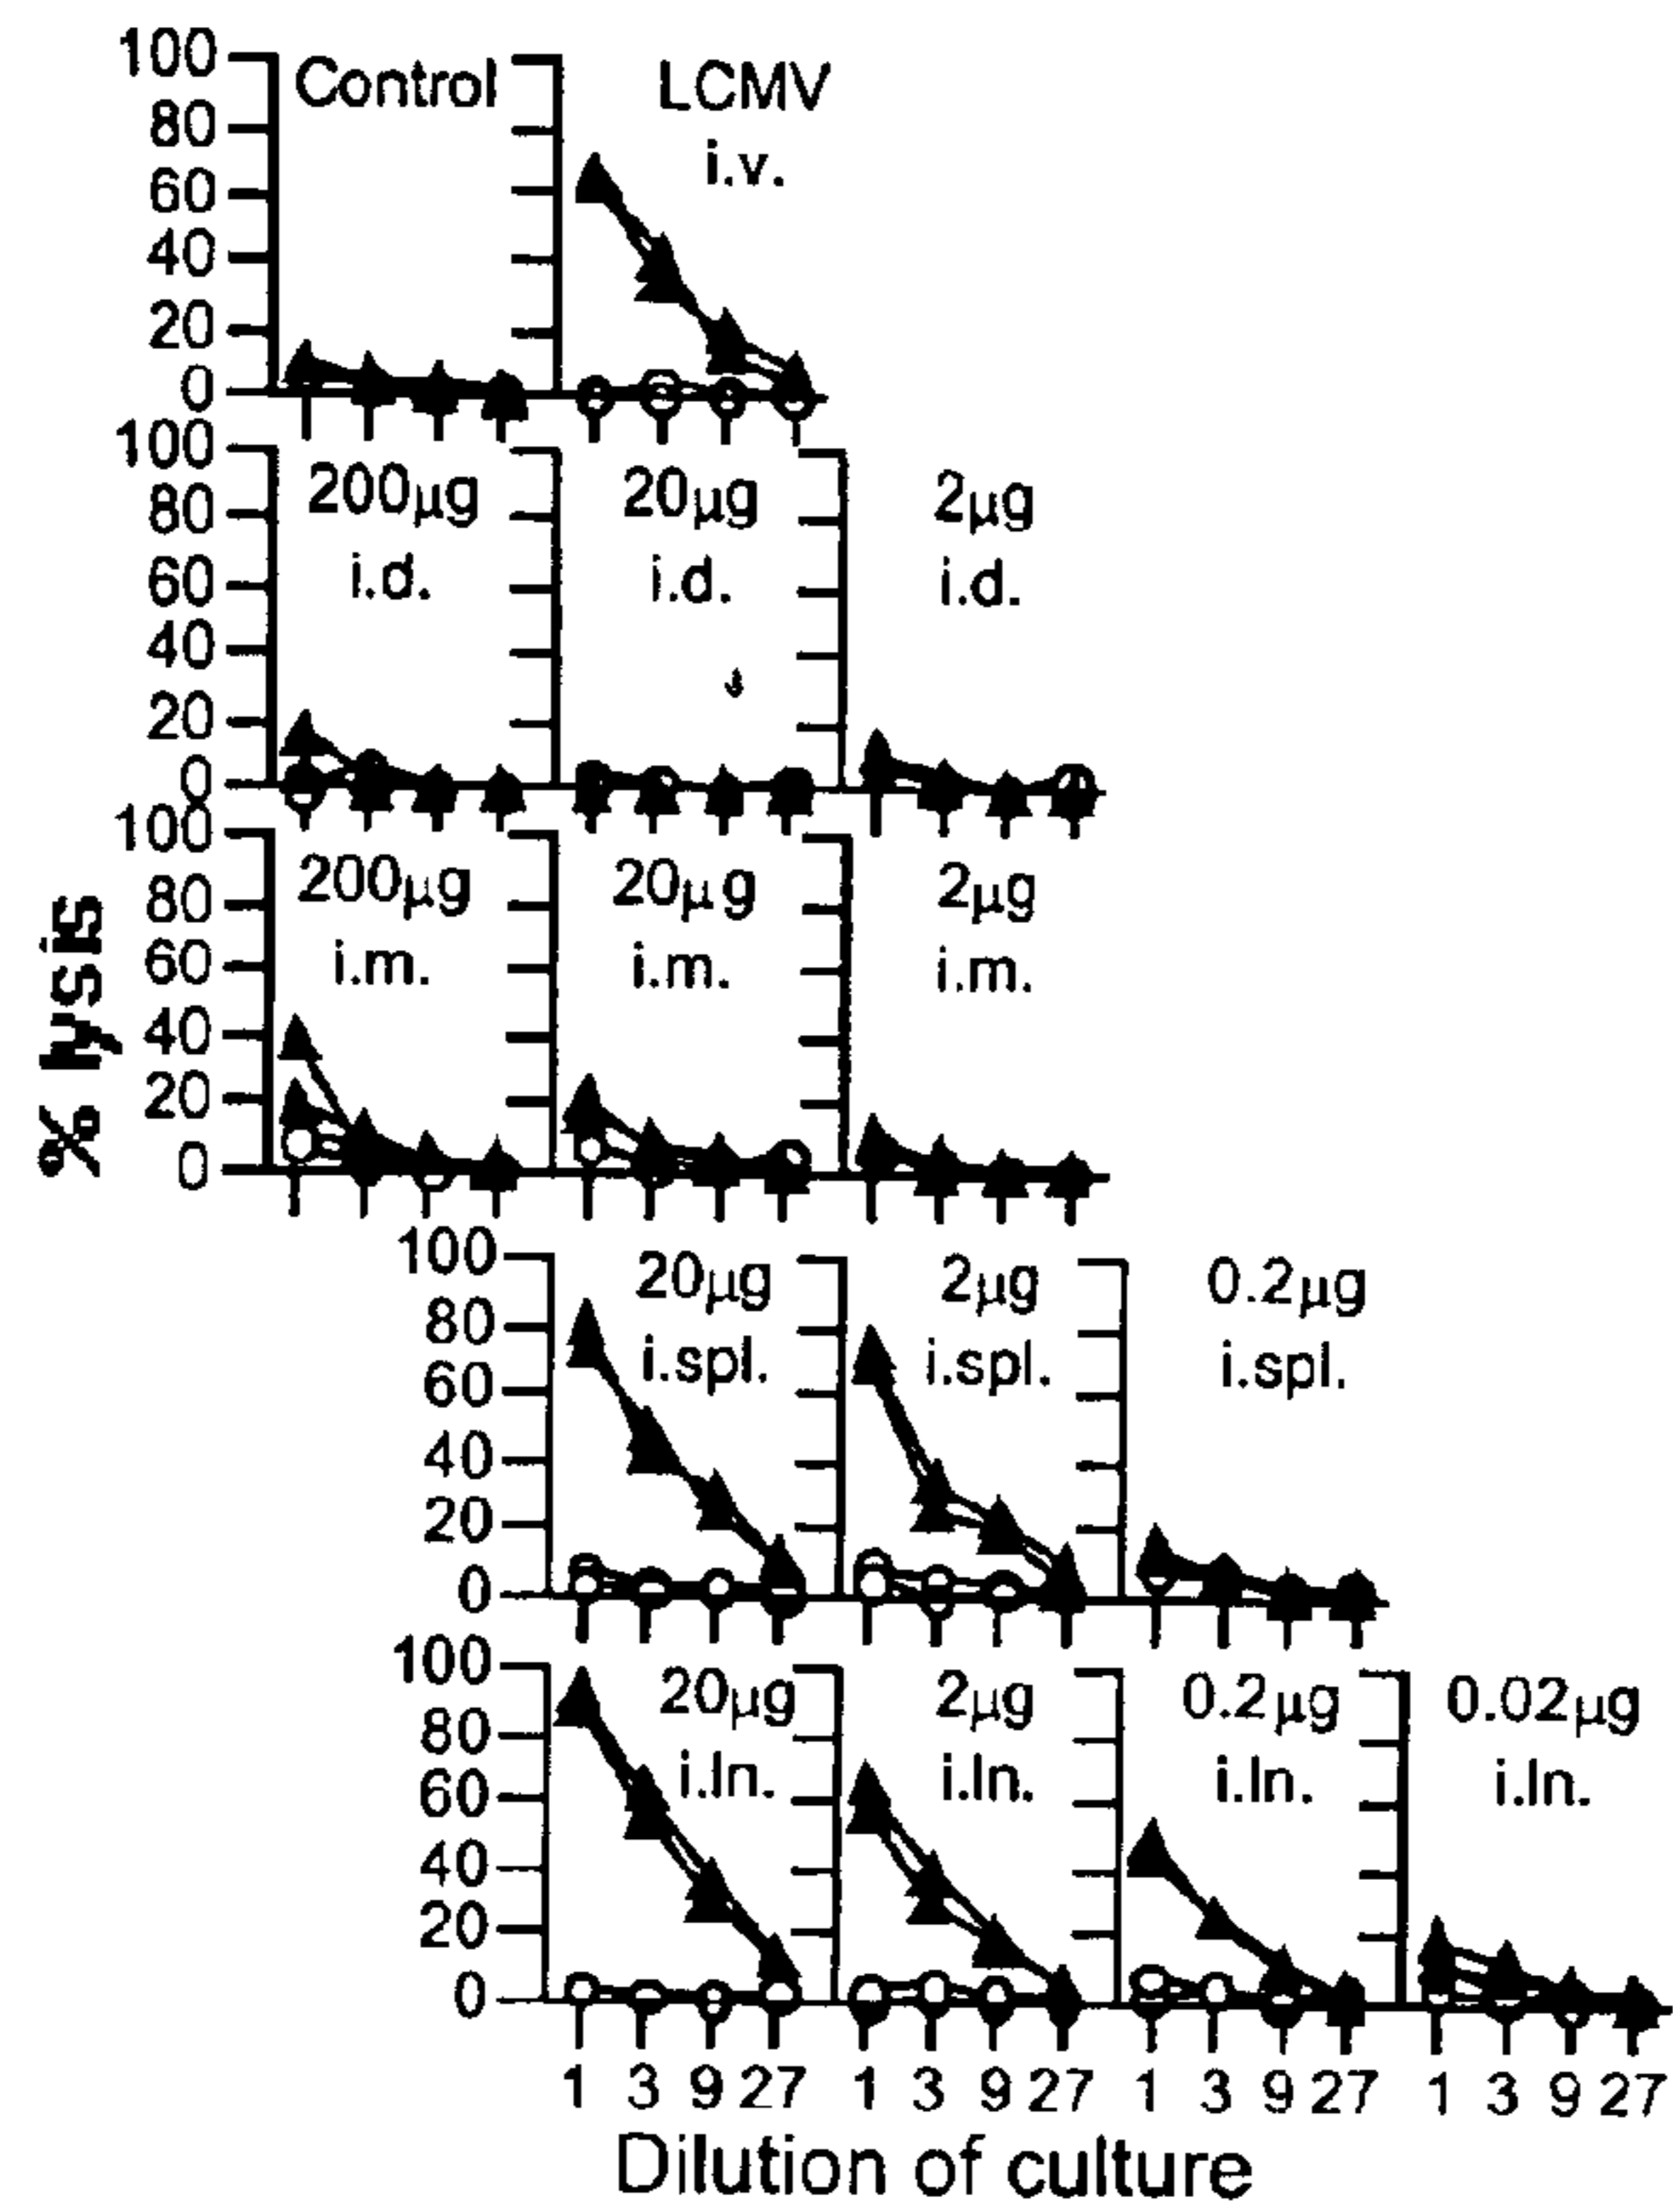 100
80
60
40
20
0
Control
LCMV
i.v.
100
80
60
40
20
0
200µg
i.d.
20µg
i.d.
2µg
i.d.
% lysis
100
80
60
40
20
0
200µg
i.m.
20µg
i.m.
2µg
i.m.
100
80
60
40
20
0
20µg
i.spl.
2µg
i.spl.
0.2µg
i.spl.
100
80
60
40
20
0
20µg
i.ln.
2µg
i.ln.
0.2µg
i.ln.
0.02µg
i.ln.
1 3 9 27 1 3 9 27 1 3 9 27 1 3 9 27
Dilution of culture